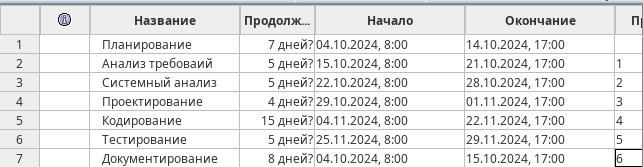 Название Продолж... Начало Окончание
1 Планирование 7 дней? 04.10.2024, 8:00 14.10.2024, 17:00
2 Анализ требоваий 5 дней? 15.10.2024, 8:00 21.10.2024, 17:00 1
3 Системный анализ 5 дней? 22.10.2024, 8:00 28.10.2024, 17:00 2
4 Проектирование 4 дней? 29.10.2024, 8:00 01.11.2024, 17:00 3
5 Кодирование 15 дней? 04.11.2024, 8:00 22.11.2024, 17:00 4
6 Тестирование 5 дней? 25.11.2024, 8:00 29.11.2024, 17:00 5
7 Документирование 8 дней? 04.10.2024, 8:00 15.10.2024, 17:00 6